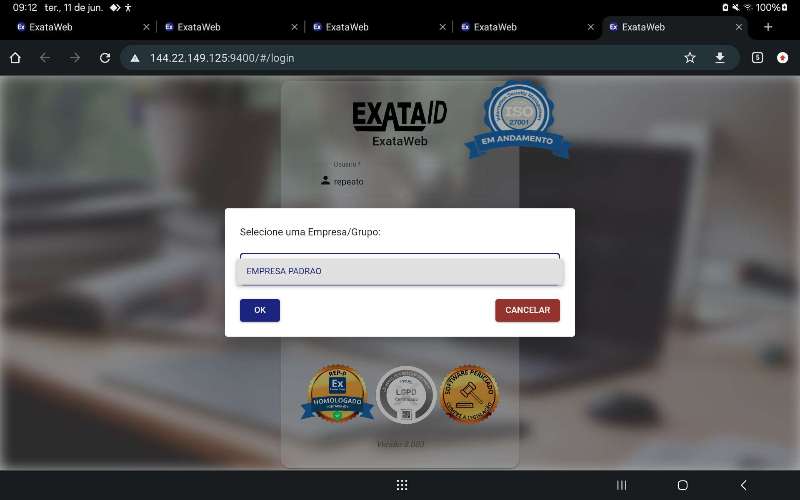 09:12 ter., 11 de jun. 100%
ExataWeb ExataWeb ExataWeb ExataWeb ExataWeb
144.22.149.125:9400/#/login
EXATAID
ExataWeb
ISO
27001
EM ANDAMENTO
Usuário *
repeato
Selecione uma Empresa/Grupo:
EMPRESA PADRAO
OK
CANCELAR
REP-P
Ex
HOMOLOGADO
LGPD
SOFTWARE PERICIADO
Versão 3.003